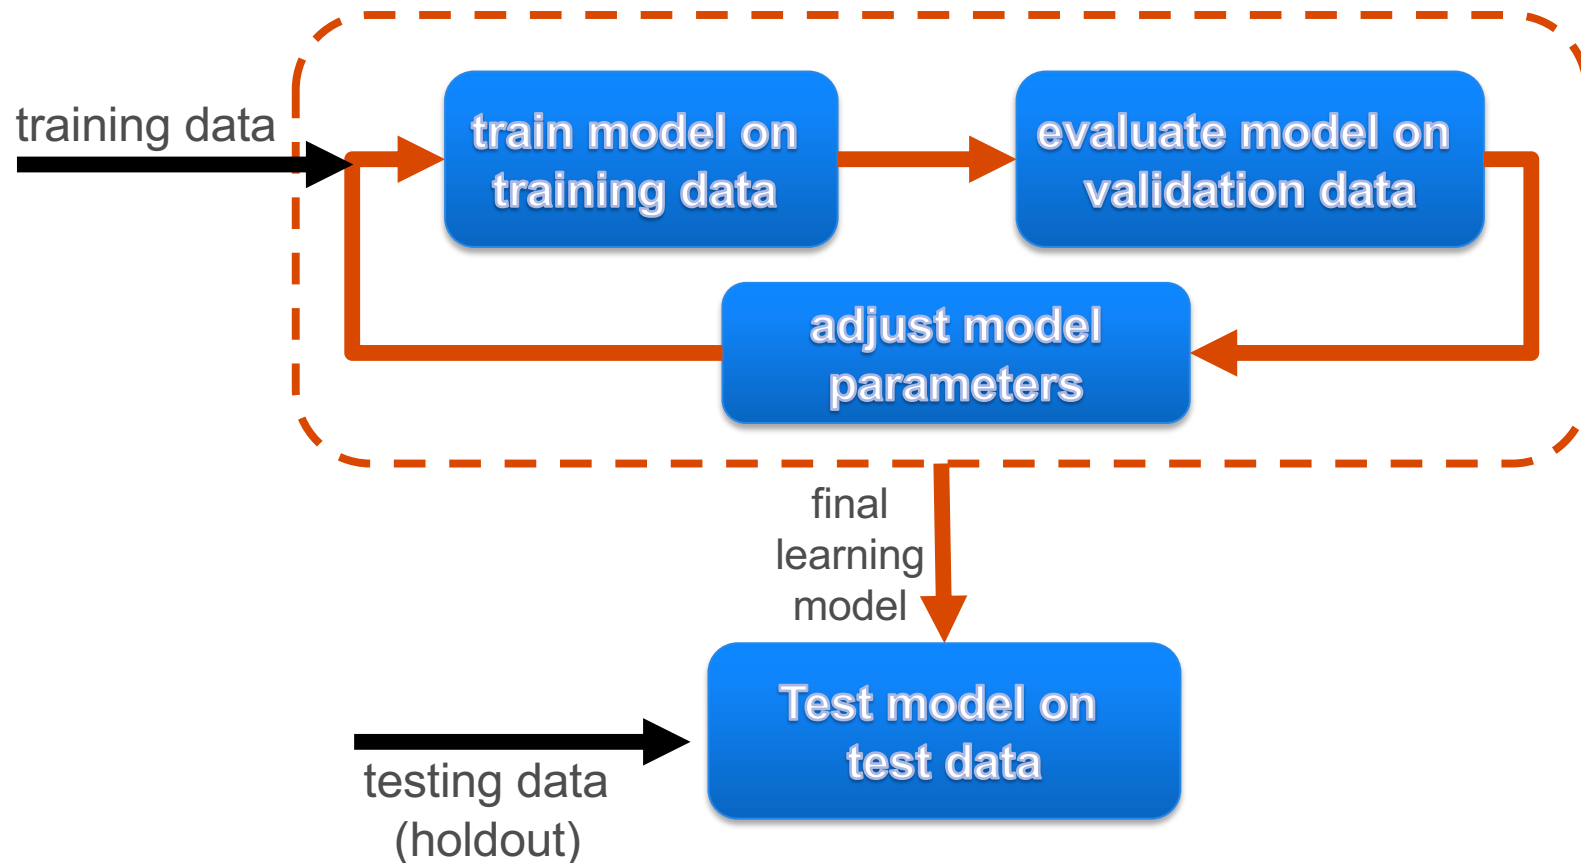 training data
train model on
training data
evaluate model on
validation data
adjust model
parameters
final
learning
model
Test model on
test data
testing data
(holdout)